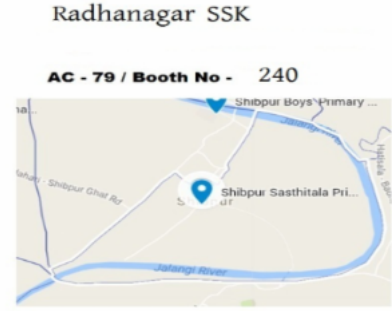 Radhanagar SSK
AC - 79 / Booth No - 240
Shibpur Boys Primary ...
Jalangi
Shibpur Ghat Rd
Shibpur Sasthitala Pri...
Jalangi River